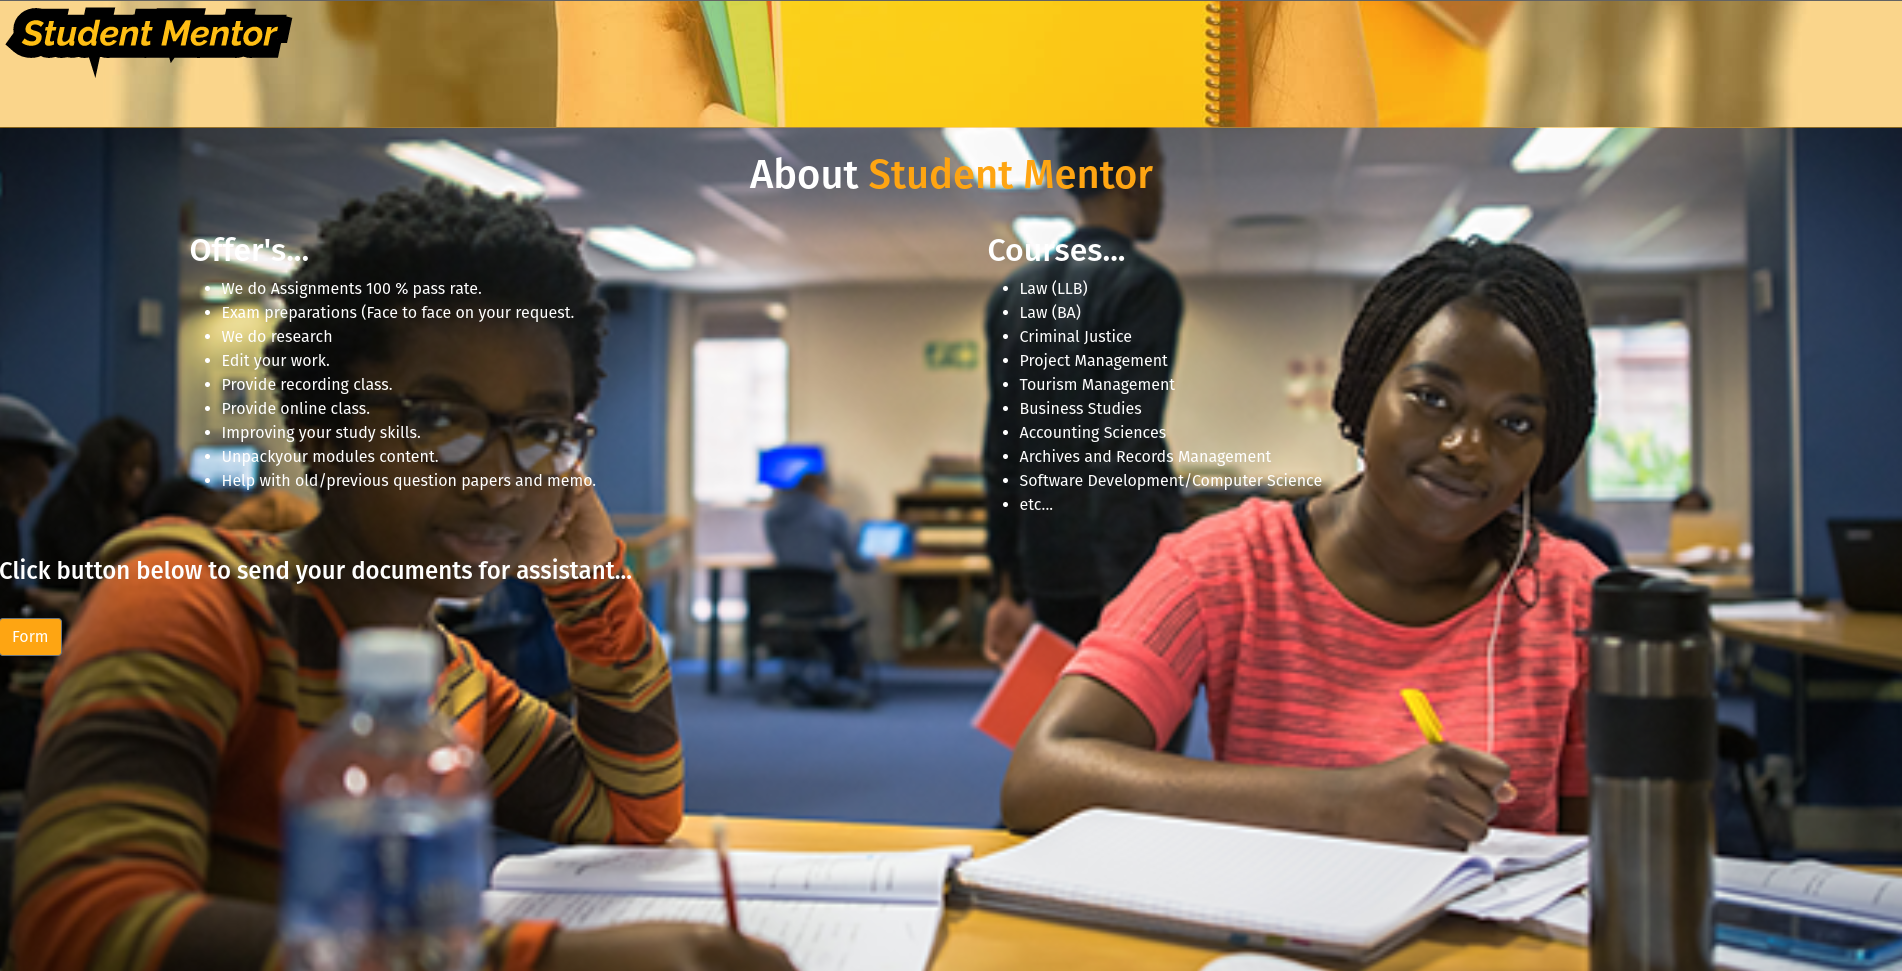 Student Mentor
About Student Mentor
Offer's...
We do Assignments 100 % pass rate.
Exam preparations (Face to face on your request.
We do research
Edit your work.
Provide recording class.
Provide online class.
Improving your study skills.
Unpackyour modules content.
Help with old/previous question papers and memo.
Courses...
Law (LLB)
Law (BA)
Criminal Justice
Project Management
Tourism Management
Business Studies
Accounting Sciences
Archives and Records Management
Software Development/Computer Science
etc...
Click button below to send your documents for assistant...
Form